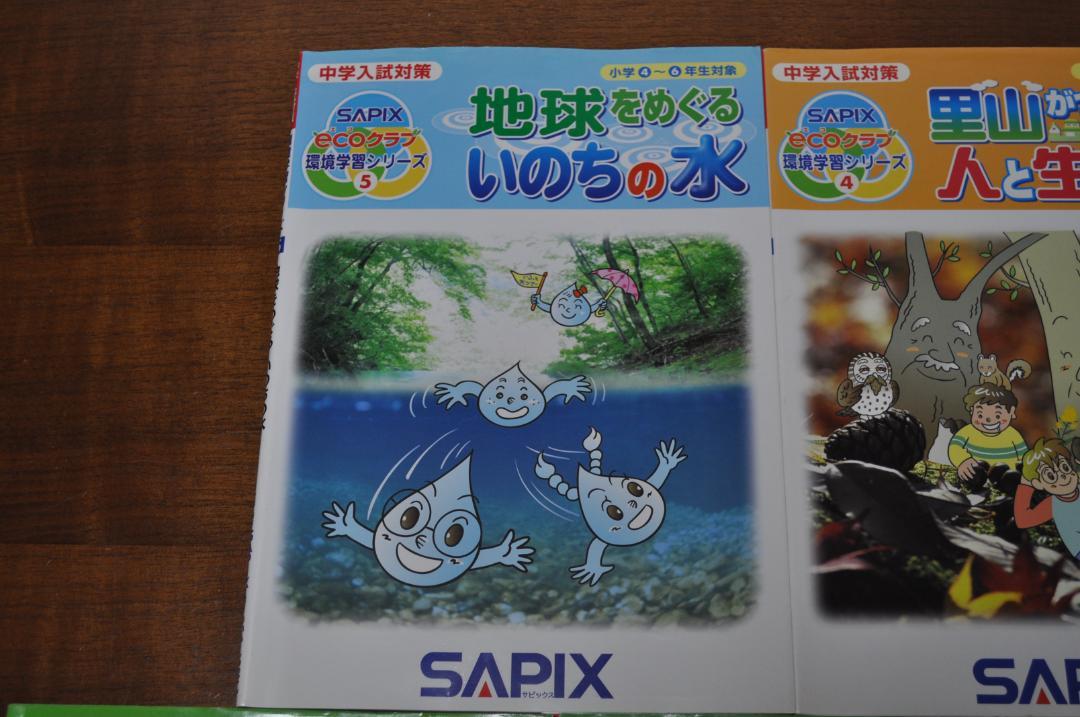 中学入試対策
小学4〜6年生対象
SAPIX
ecoクラブ
環境学習シリーズ
5
地球をめぐる
いのちの水
SAPIX
サピックス
中学入試対策
SAPIX
ecoクラブ
環境学習シリーズ
4
里山が
人と生
SAP